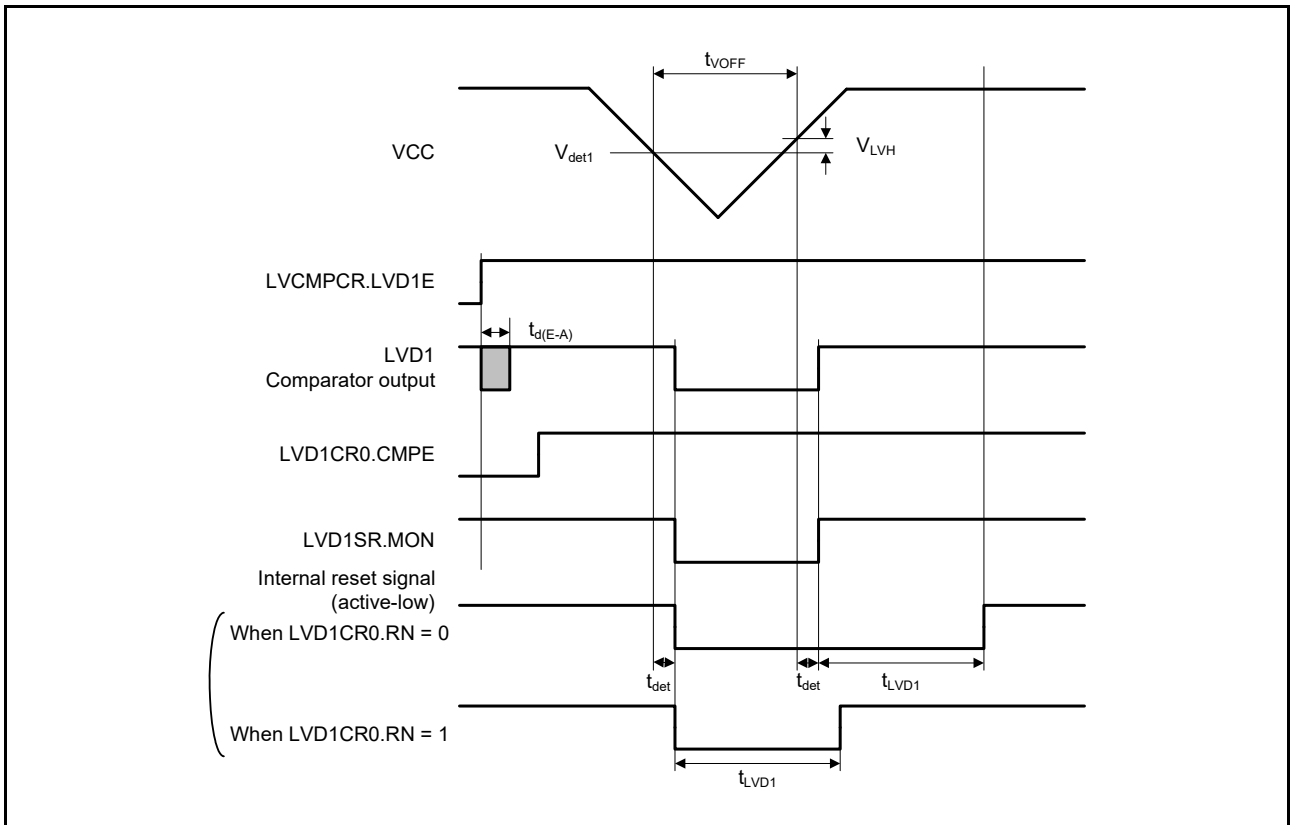 tVOFF
VCC
Vdet1
VLVH
LVCMPCR.LVD1E
td(E-A)
LVD1
Comparator output
LVD1CR0.CMPE
LVD1SR.MON
Internal reset signal
(active-low)
When LVD1CR0.RN = 0
tdet
tdet
tLVD1
When LVD1CR0.RN = 1
tLVD1